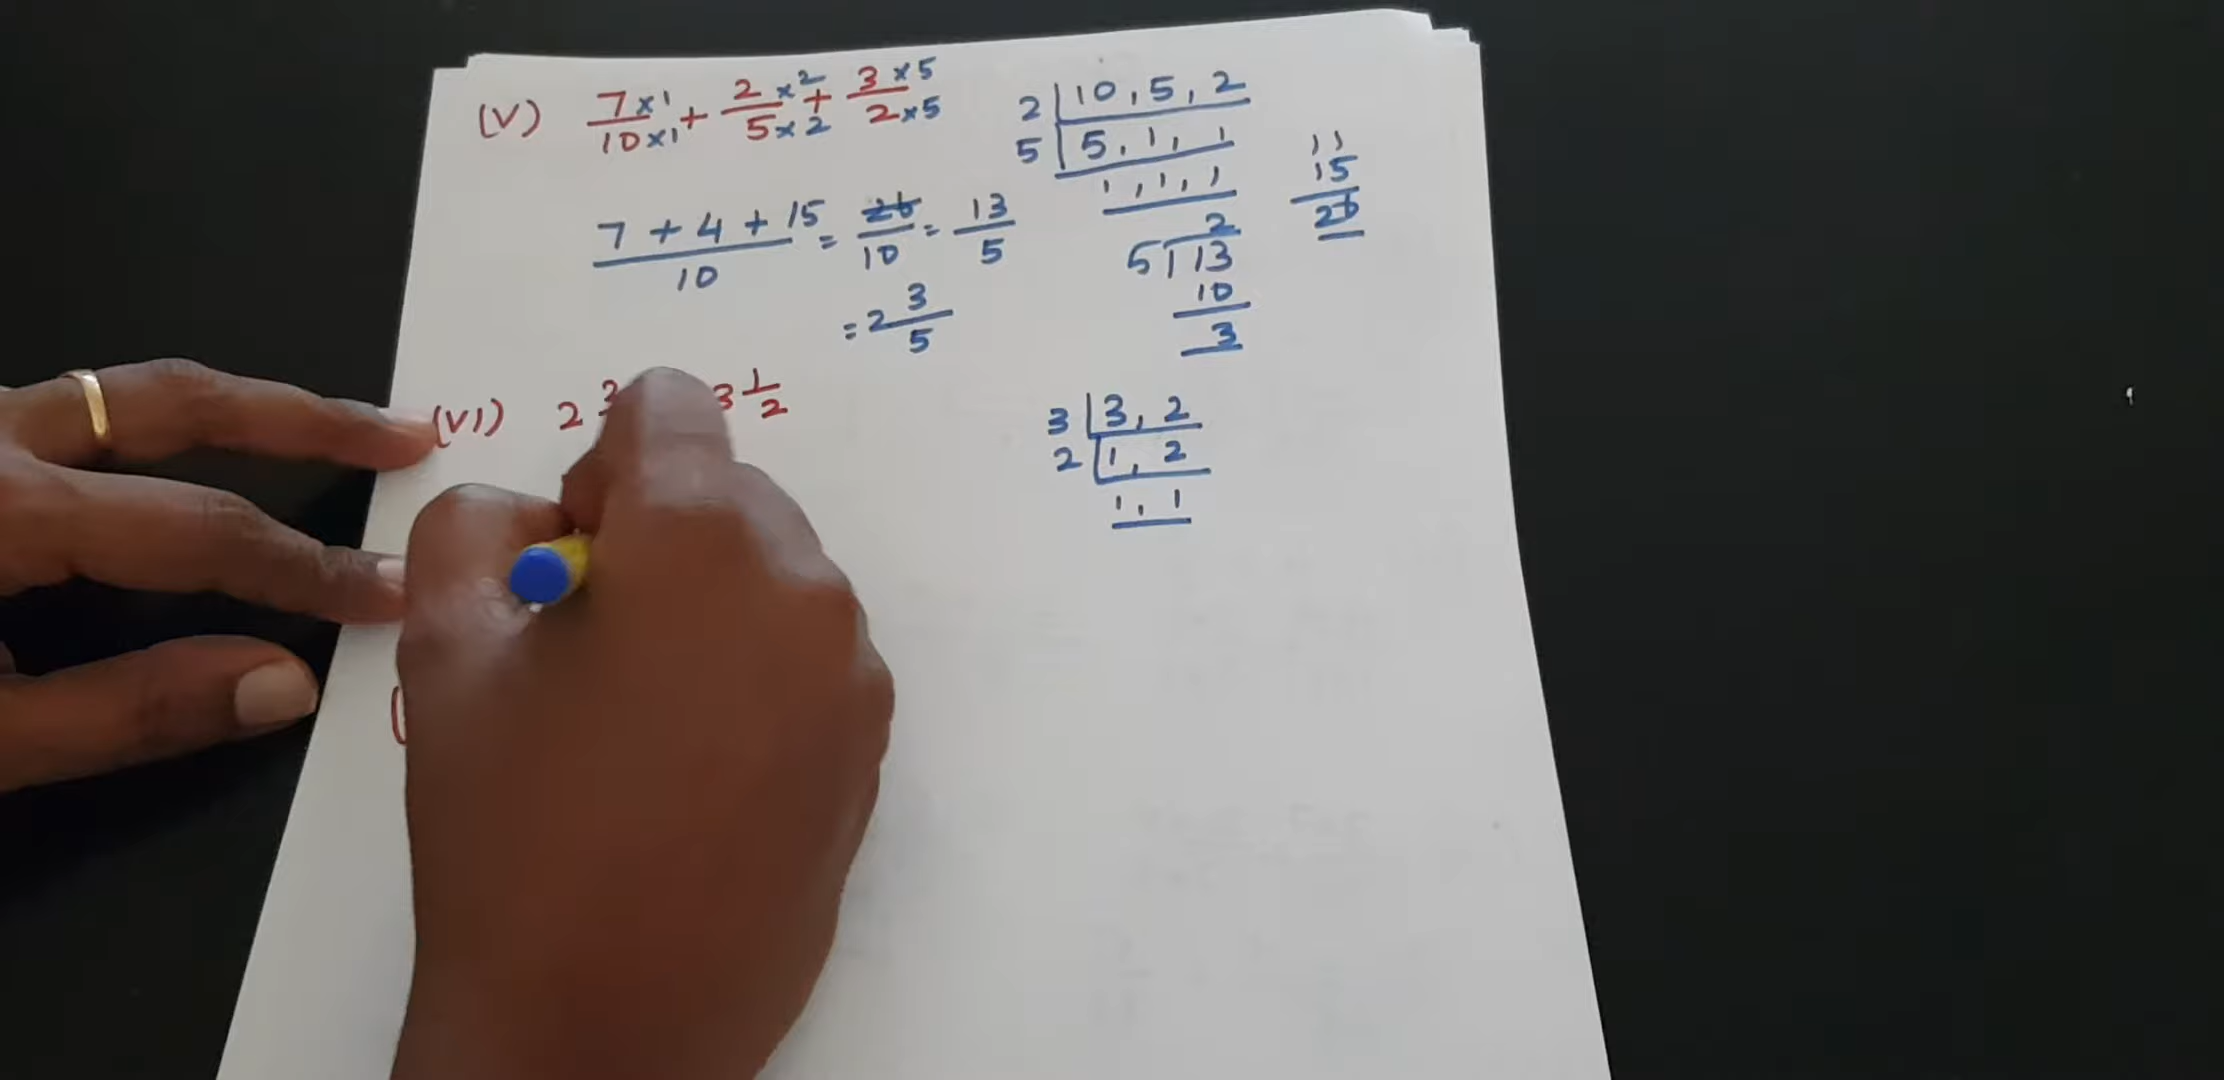 (V) 7×1/10×1 + 2×2/5×2 + 3×5/2×5
2 | 10, 5, 2
5 | 5, 1, 1
1, 1, 1
11
15
26
7 + 4 + 15/10 = 26/10 = 13/5
= 2 3/5
2
5 13
10
3
(VI) 2 3 1/2
3 | 3, 2
2 | 1, 2
1, 1